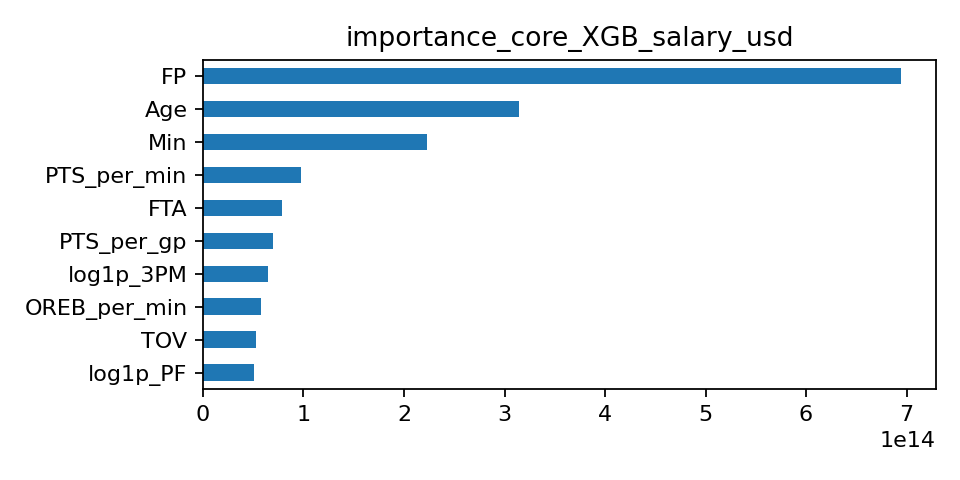 importance_core_XGB_salary_usd
FP
Age
Min
PTS_per_min
FTA
PTS_per_gp
log1p_3PM
OREB_per_min
TOV
log1p_PF
0 1 2 3 4 5 6 7
1e14